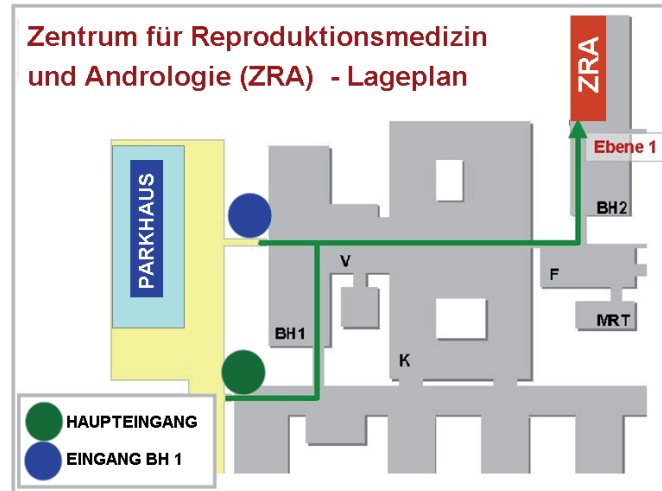 Zentrum für Reproduktionsmedizin
und Andrologie (ZRA) - Lageplan
ZRA
Ebene 1
PARKHAUS
BH2
V
F
BH1
MRT
K
HAUPTEINGANG
EINGANG BH 1